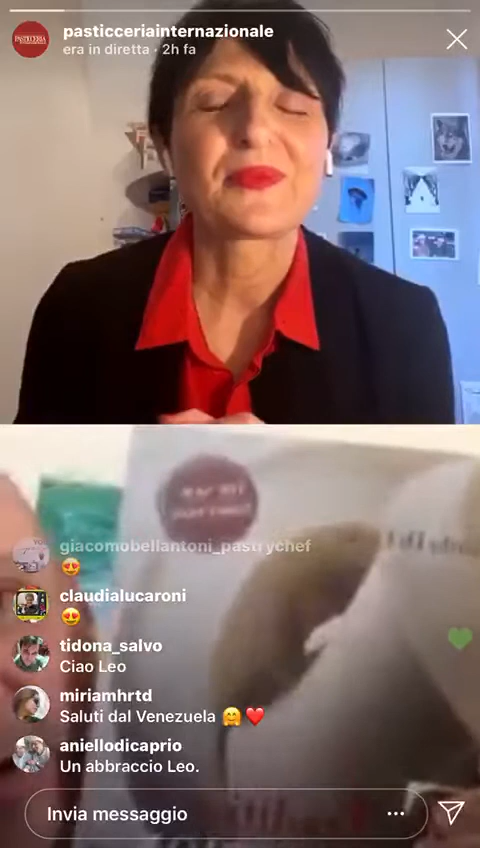 PASTICCERIA
pasticceriainternazionale
era in diretta · 2h fa
giacomobellantoni_pastrychef
😍
claudialucaroni
😍
tidona_salvo
Ciao Leo
miriamhrtd
Saluti dal Venezuela 🤗❤️
aniellodicaprio
Un abbraccio Leo.
Invia messaggio